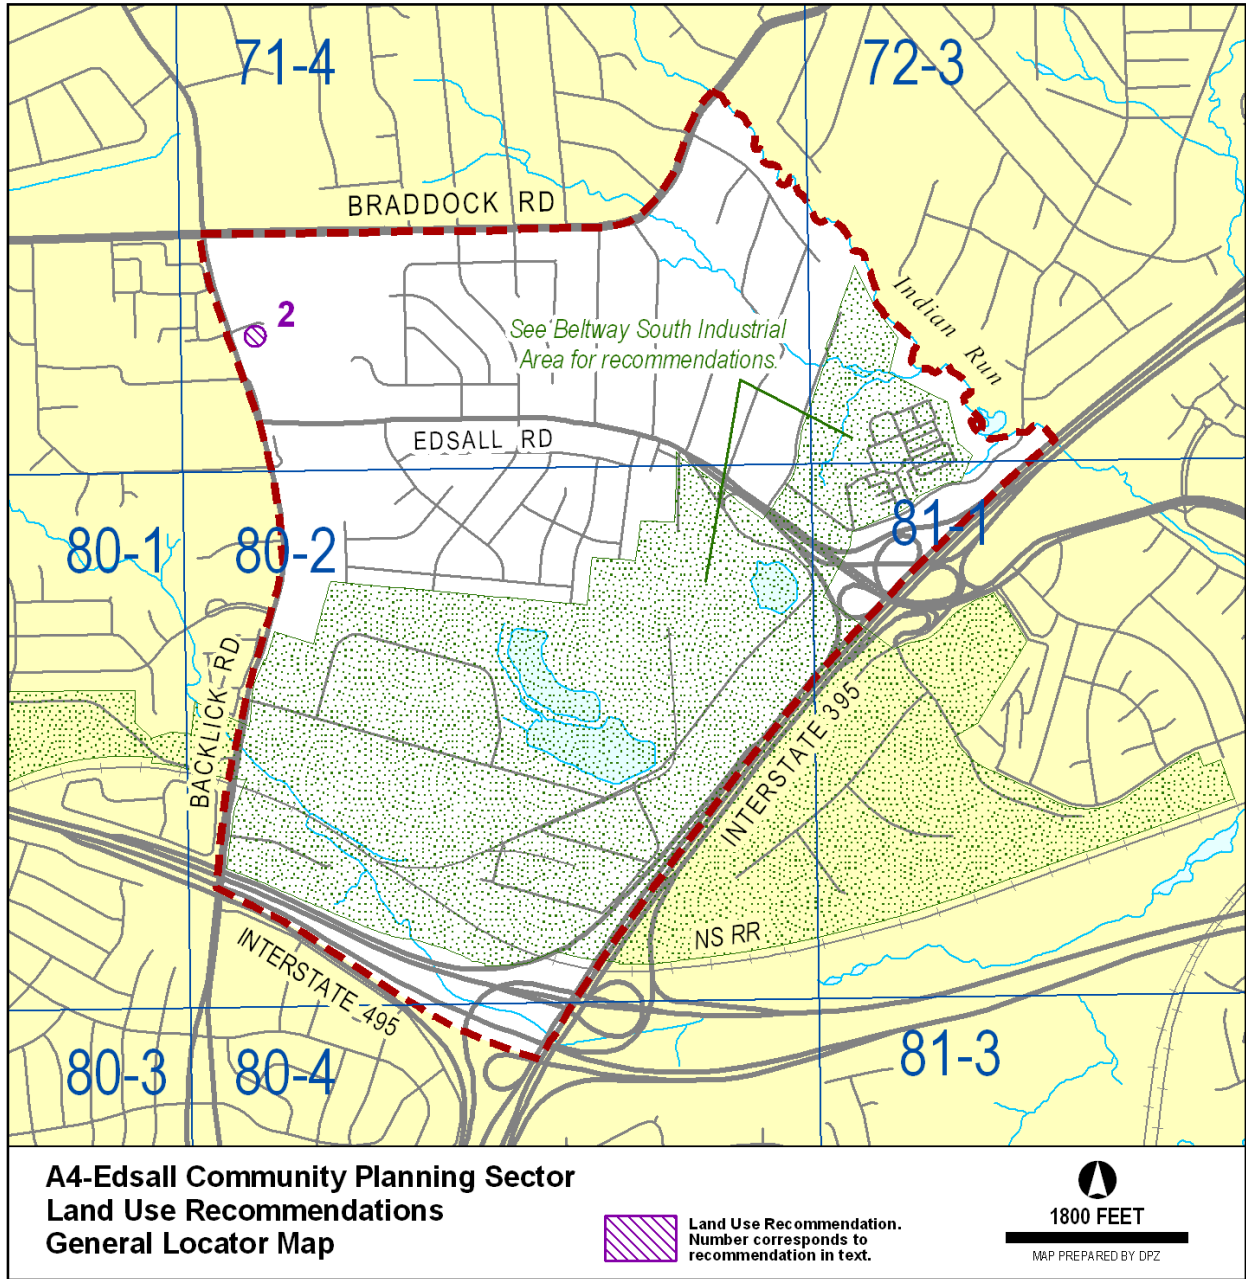 71-4
72-3
BRADDOCK RD
2
Indian Run
See Beltway South Industrial
Area for recommendations.
EDSALL RD
80-1
80-2
81-1
BACKLICK RD
INTERSTATE 395
NS RR
INTERSTATE 495
80-3
80-4
81-3
A4-Edsall Community Planning Sector
Land Use Recommendations
General Locator Map
Land Use Recommendation.
Number corresponds to
recommendation in text.
1800 FEET
MAP PREPARED BY DPZ